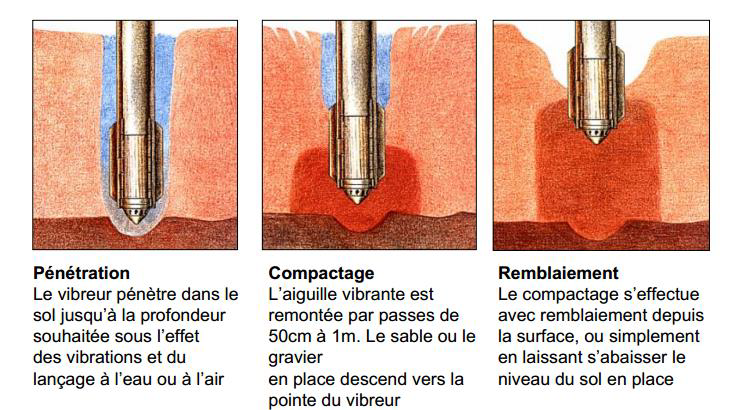 Pénétration
Le vibreur pénètre dans le
sol jusqu'à la profondeur
souhaitée sous l'effet
des vibrations et du
lançage à l'eau ou à l'air
Compactage
L'aiguille vibrante est
remontée par passes de
50cm à 1m. Le sable ou le
gravier
en place descend vers la
pointe du vibreur
Remblaiement
Le compactage s'effectue
avec remblaiement depuis
la surface, ou simplement
en laissant s'abaisser le
niveau du sol en place